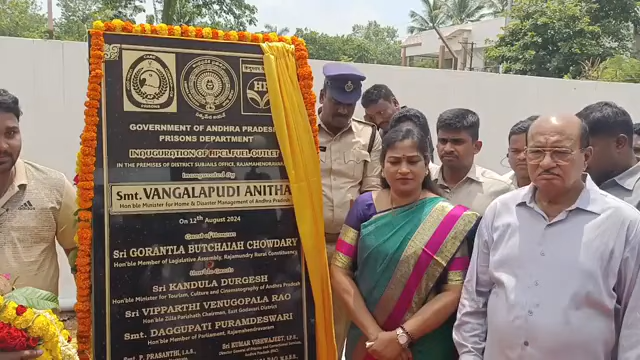 HP
GOVERNMENT OF ANDHRA PRADESH
PRISONS DEPARTMENT
INAUGURATION OF HPCL FUEL OUTLET
IN THE PREMISES OF DISTRICT SUBJAILS OFFICE, RAJAMAHENDRAVARAM
Smt. VANGALAPUDI ANITHA
Hon'ble Minister for Home & Disaster Management of Andhra Pradesh
On 12th August 2024
Guest of Honour
Sri GORANTLA BUTCHAIAH CHOWDARY
Hon'ble Member of Legislative Assembly, Rajamundry Rural Constituency
Sri KANDULA DURGESH
Hon'ble Minister for Tourism, Culture and Cinematography of Andhra Pradesh
Sri VIPPARTHI VENUGOPALA RAO
Hon'ble Zilla Parishath Chairman, East Godavari District
Smt. DAGGUPATI PURAMDESWARI
Hon'ble Member of Parliament, Rajamahendravaram
Smt. P. PRASANTHI, I.A.S.,
Sri KUMAR VISHWAJEET, I.P.S.,